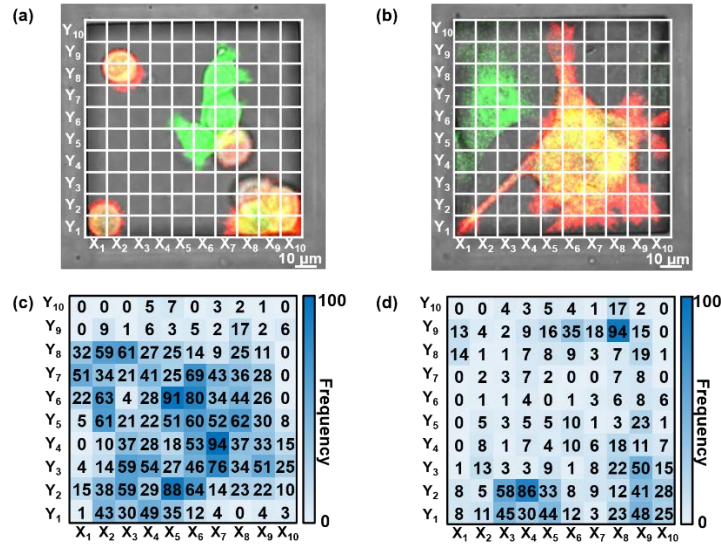 (a)
Y10
Y9
Y8
Y7
Y6
Y5
Y4
Y3
Y2
Y1
X1 X2 X3 X4 X5 X6 X7 X8 X9 X10
10 μm
(b)
Y10
Y9
Y8
Y7
Y6
Y5
Y4
Y3
Y2
Y1
X1 X2 X3 X4 X5 X6 X7 X8 X9 X10
10 μm
(c)
Y10 0 0 0 5 7 0 3 2 1 0
Y9 0 9 1 6 3 5 2 17 2 6
Y8 32 59 61 27 25 14 9 25 11 0
Y7 51 34 21 41 25 69 43 36 28 0
Y6 22 63 4 28 91 80 34 44 26 0
Y5 5 61 21 22 51 60 52 62 30 8
Y4 0 10 37 28 18 53 94 37 33 15
Y3 4 14 59 54 27 46 76 34 51 25
Y2 15 38 59 29 88 64 14 23 22 10
Y1 1 43 30 49 35 12 4 0 4 3
X1 X2 X3 X4 X5 X6 X7 X8 X9 X10
100
Frequency
0
(d)
Y10 0 0 4 3 5 4 1 17 2 0
Y9 13 4 2 9 16 35 18 94 15 0
Y8 14 1 1 7 8 9 3 7 19 1
Y7 0 2 3 7 2 0 0 7 8 0
Y6 0 1 1 4 0 1 3 6 8 6
Y5 0 5 3 5 5 10 1 3 23 1
Y4 0 8 1 7 4 10 6 18 11 7
Y3 1 13 3 3 9 1 8 22 50 15
Y2 8 5 58 86 33 8 9 12 41 28
Y1 8 11 45 30 44 12 9 23 48 25
X1 X2 X3 X4 X5 X6 X7 X8 X9 X10
100
Frequency
0